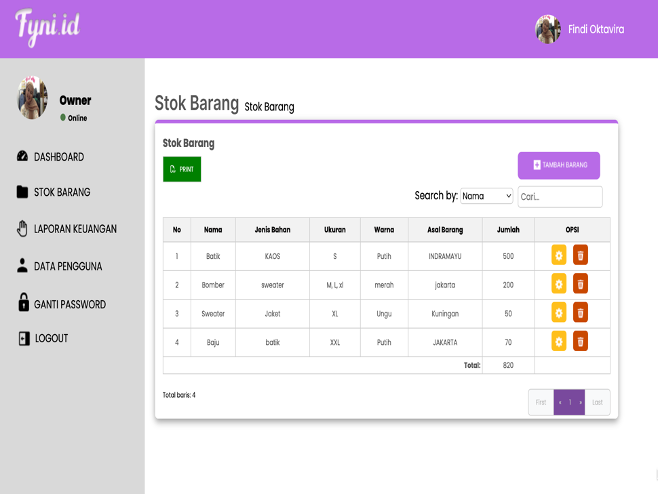 Fyni.id
Findi Oktavira
Owner
Online
DASHBOARD
STOK BARANG
LAPORAN KEUANGAN
DATA PENGGUNA
GANTI PASSWORD
LOGOUT
Stok Barang Stok Barang
Stok Barang
PRINT
TAMBAH BARANG
Search by: Nama Cari...
No Nama Jenis Bahan Ukuran Warna Asal Barang Jumlah OPSI
1 Batik KAOS S Putih INDRAMAYU 500
2 Bomber sweater M, L, xl merah jakarta 200
3 Sweater Jaket XL Ungu Kuningan 50
4 Baju batik XXL Putih JAKARTA 70
Total: 820
Total baris: 4
First « 1 » Last